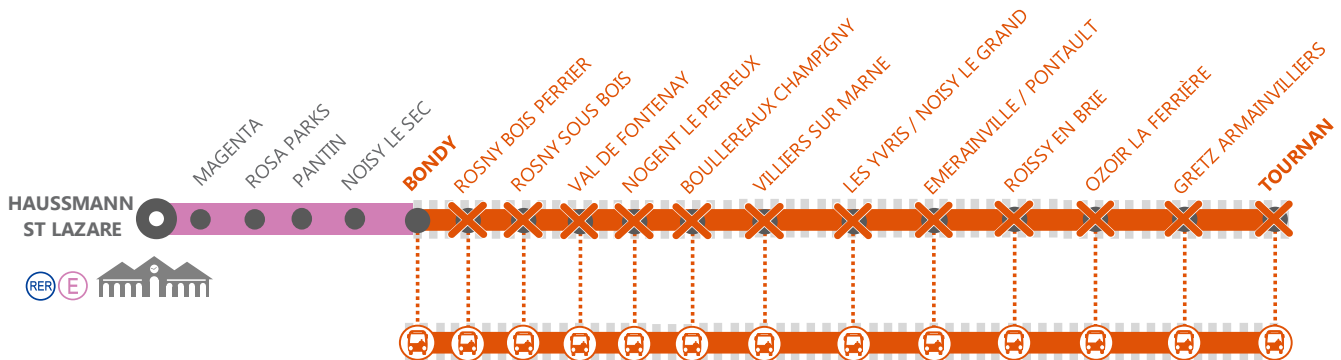 HAUSSMANN
ST LAZARE
MAGENTA
ROSA PARKS
PANTIN
NOISY LE SEC
BONDY
ROSNY BOIS PERRIER
ROSNY SOUS BOIS
VAL DE FONTENAY
NOGENT LE PERREUX
BOULLEREAUX CHAMPIGNY
VILLIERS SUR MARNE
LES YVRIS / NOISY LE GRAND
EMERAINVILLE / PONTAULT
ROISSY EN BRIE
OZOIR LA FERRIÈRE
GRETZ ARMAINVILLIERS
TOURNAN
RER E